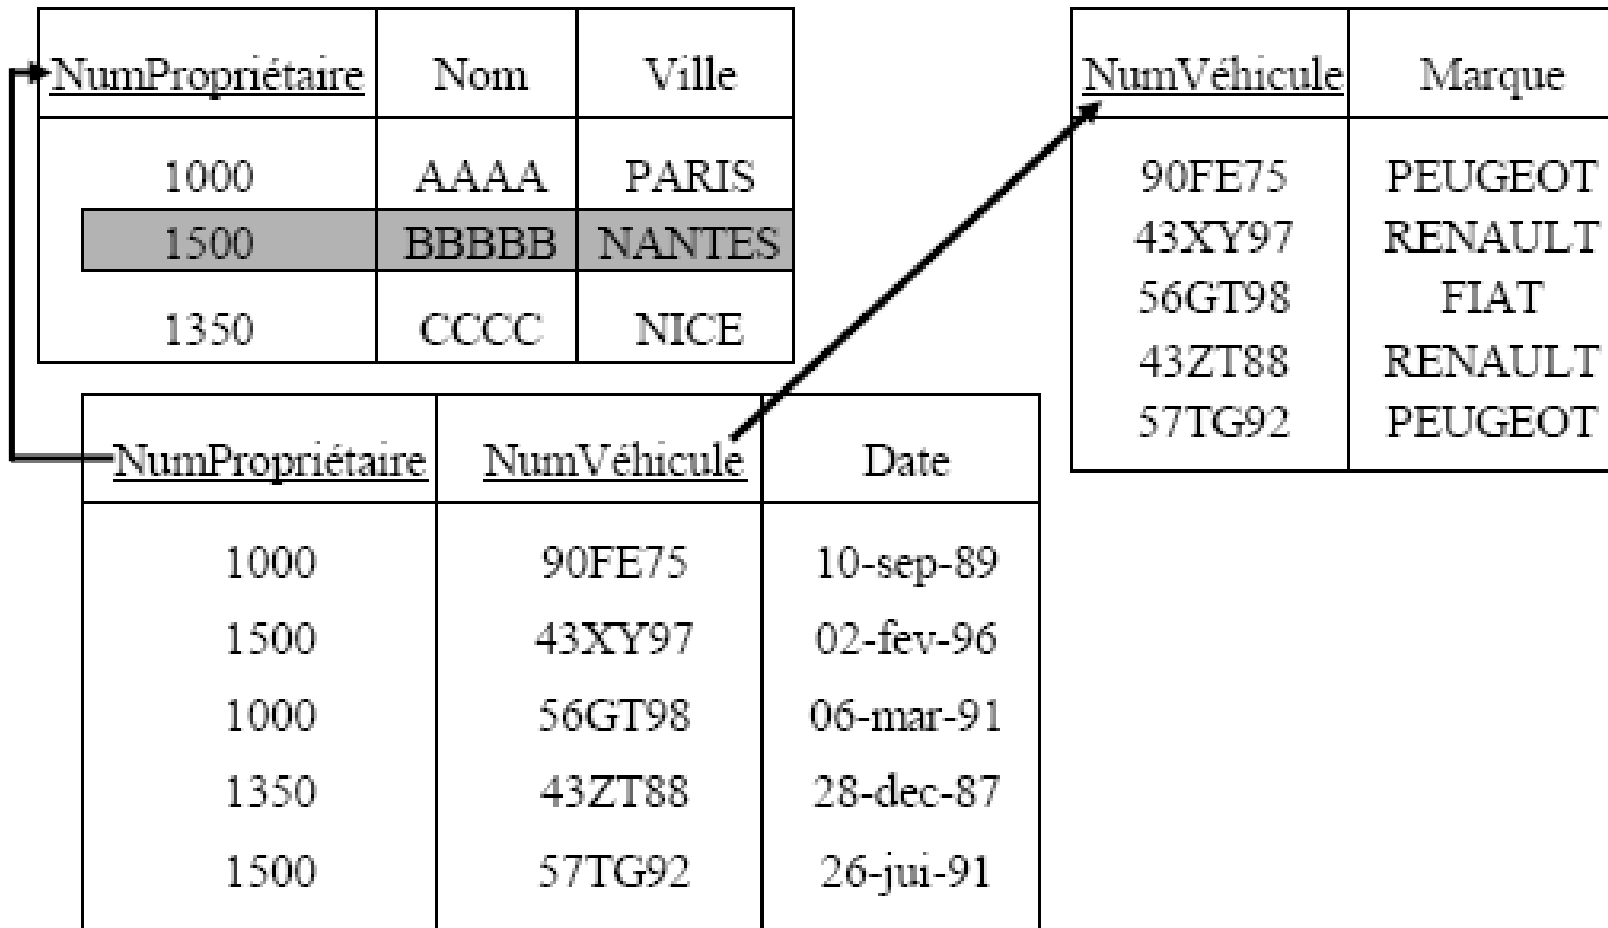 NumPropriétaire Nom Ville
1000 AAAA PARIS
1500 BBBBB NANTES
1350 CCCC NICE
NumVéhicule Marque
90FE75 PEUGEOT
43XY97 RENAULT
56GT98 FIAT
43ZT88 RENAULT
57TG92 PEUGEOT
NumPropriétaire NumVéhicule Date
1000 90FE75 10-sep-89
1500 43XY97 02-fev-96
1000 56GT98 06-mar-91
1350 43ZT88 28-dec-87
1500 57TG92 26-jui-91